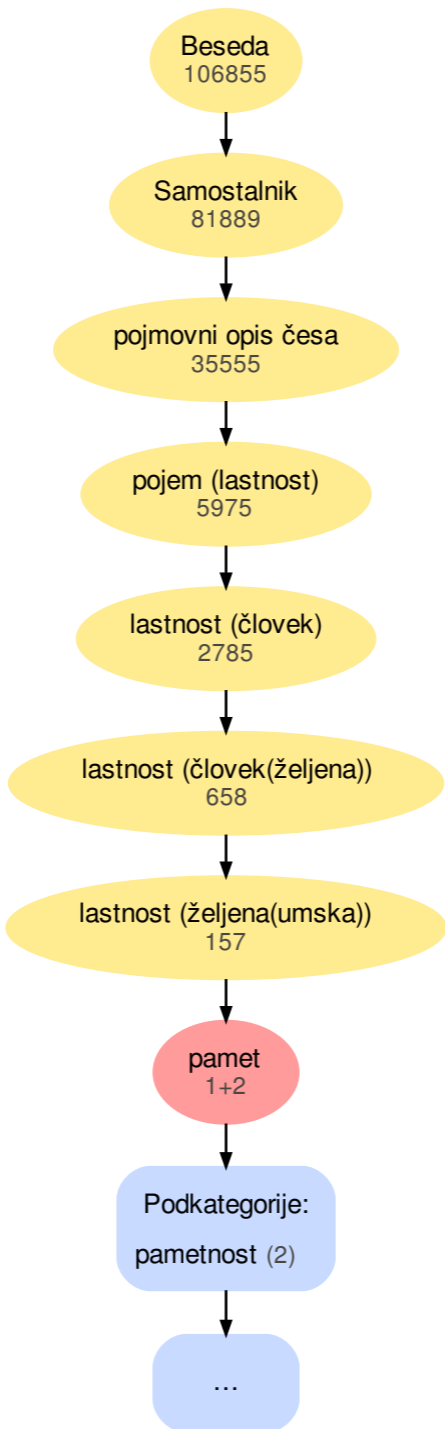 Beseda
106855
Samostalnik
81889
pojmovni opis česa
35555
pojem (lastnost)
5975
lastnost (človek)
2785
lastnost (človek(željena))
658
lastnost (željena(umska))
157
pamet
1+2
Podkategorije:
pametnost (2)
...